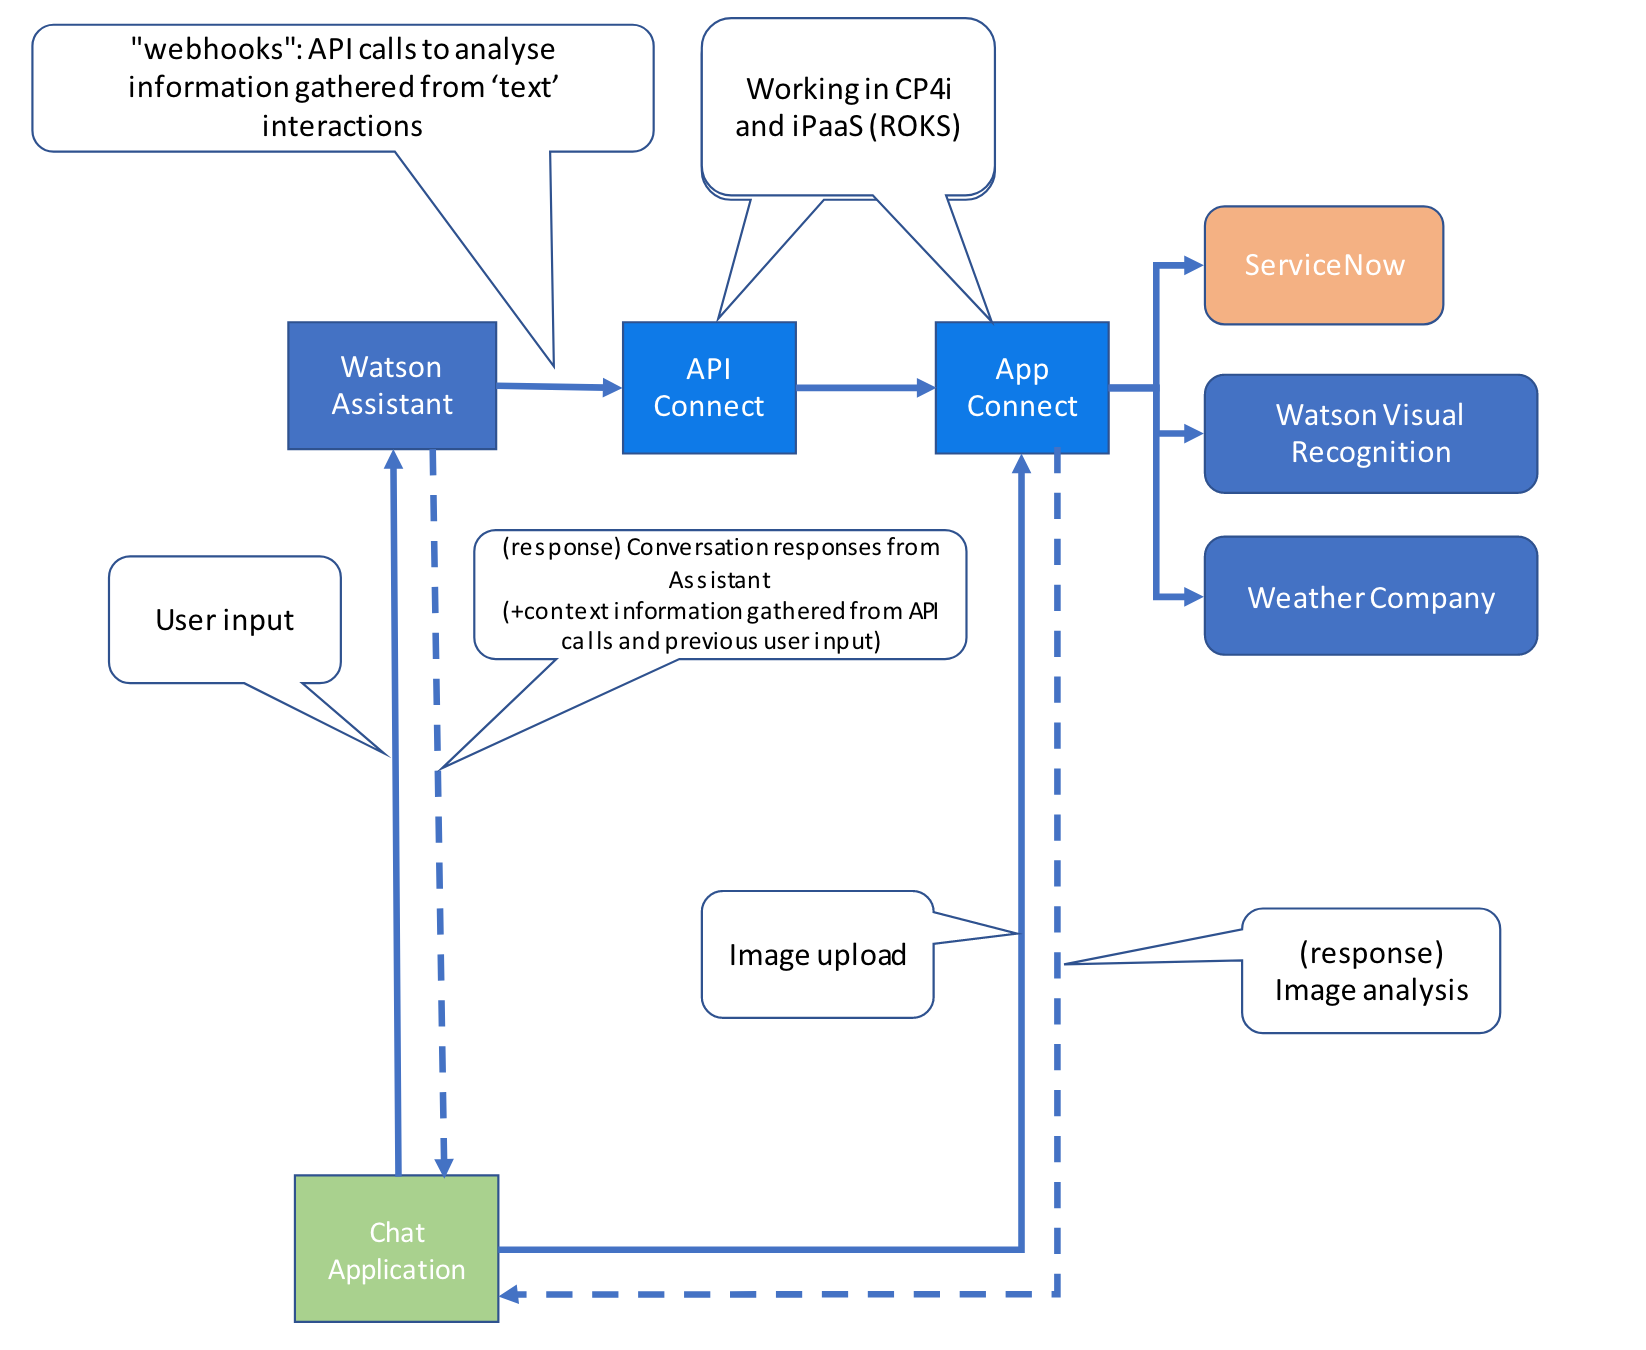 "webhooks": API calls to analyse
information gathered from ‘text’
interactions
Working in CP4i
and iPaaS (ROKS)
ServiceNow
Watson
Assistant
API
Connect
App
Connect
Watson Visual
Recognition
Weather Company
(response) Conversation responses from
Assistant
(+context information gathered from API
calls and previous user input)
User input
Image upload
(response)
Image analysis
Chat
Application